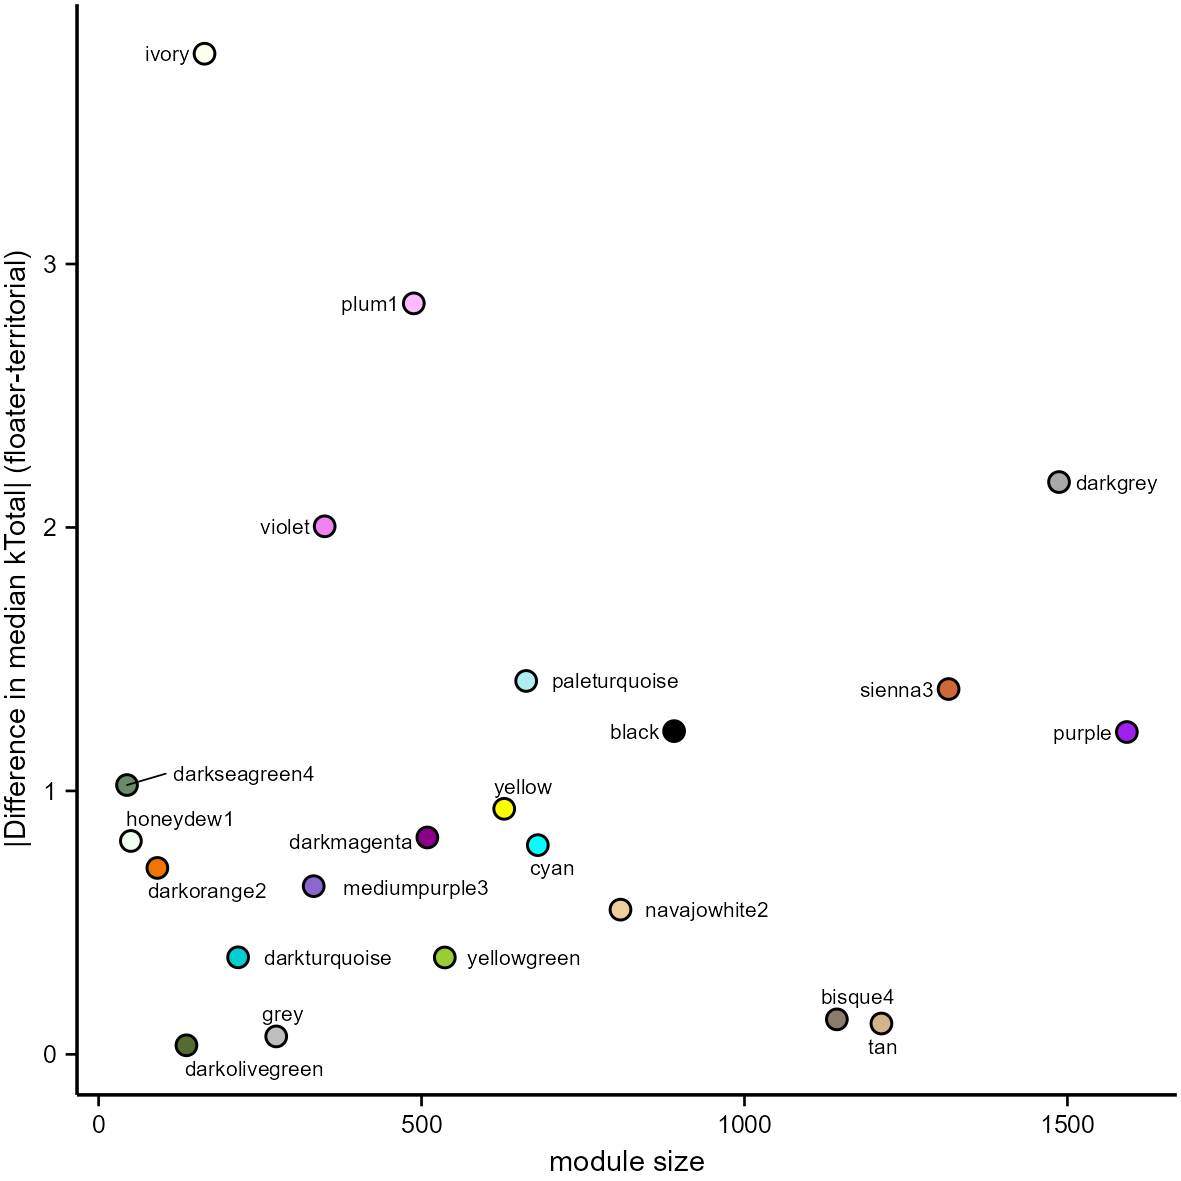 ivory
|Difference in median kTotal| (floater-territorial)
3
plum1
darkgrey
2
violet
paleturquoise
sienna3
black
purple
darkseagreen4
1
yellow
honeydew1
darkmagenta
cyan
darkorange2
mediumpurple3
navajowhite2
darkturquoise
yellowgreen
bisque4
grey
tan
0
darkolivegreen
0
500
1000
1500
module size